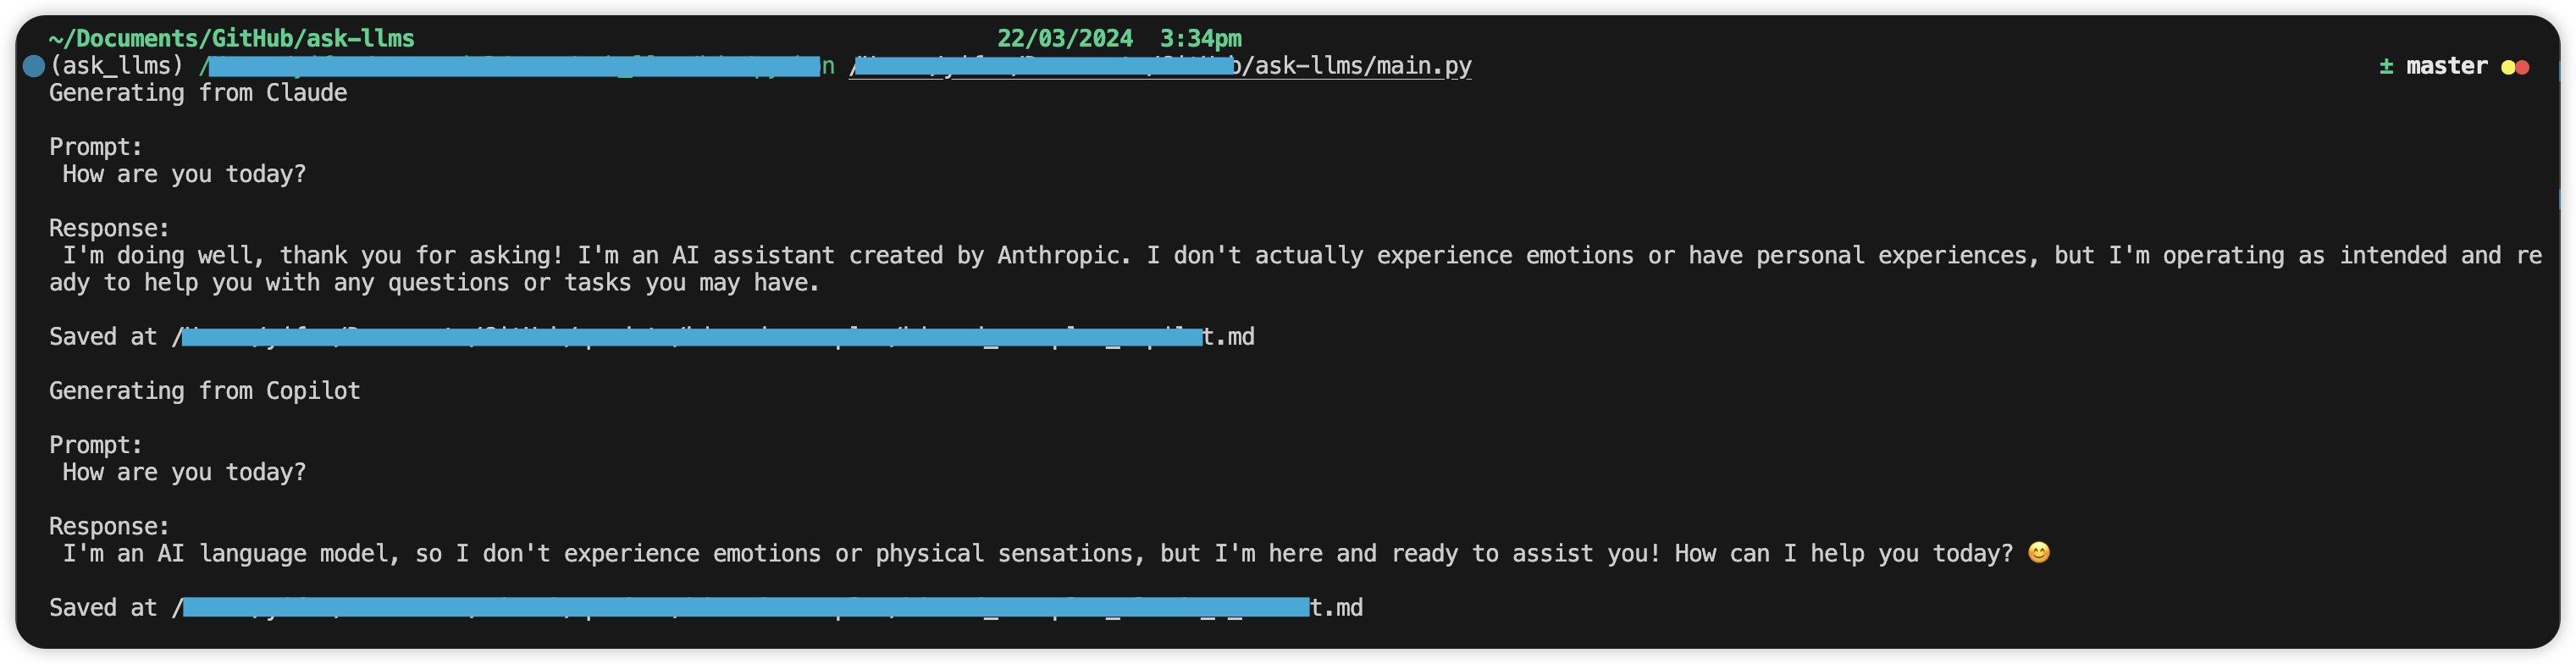 ~/Documents/GitHub/ask-llms 22/03/2024 3:34pm
(ask_llms) / n / /ask-llms/main.py ± master
Generating from Claude
Prompt:
How are you today?
Response:
I'm doing well, thank you for asking! I'm an AI assistant created by Anthropic. I don't actually experience emotions or have personal experiences, but I'm operating as intended and re
ady to help you with any questions or tasks you may have.
Saved at / t.md
Generating from Copilot
Prompt:
How are you today?
Response:
I'm an AI language model, so I don't experience emotions or physical sensations, but I'm here and ready to assist you! How can I help you today? 😊
Saved at / t.md